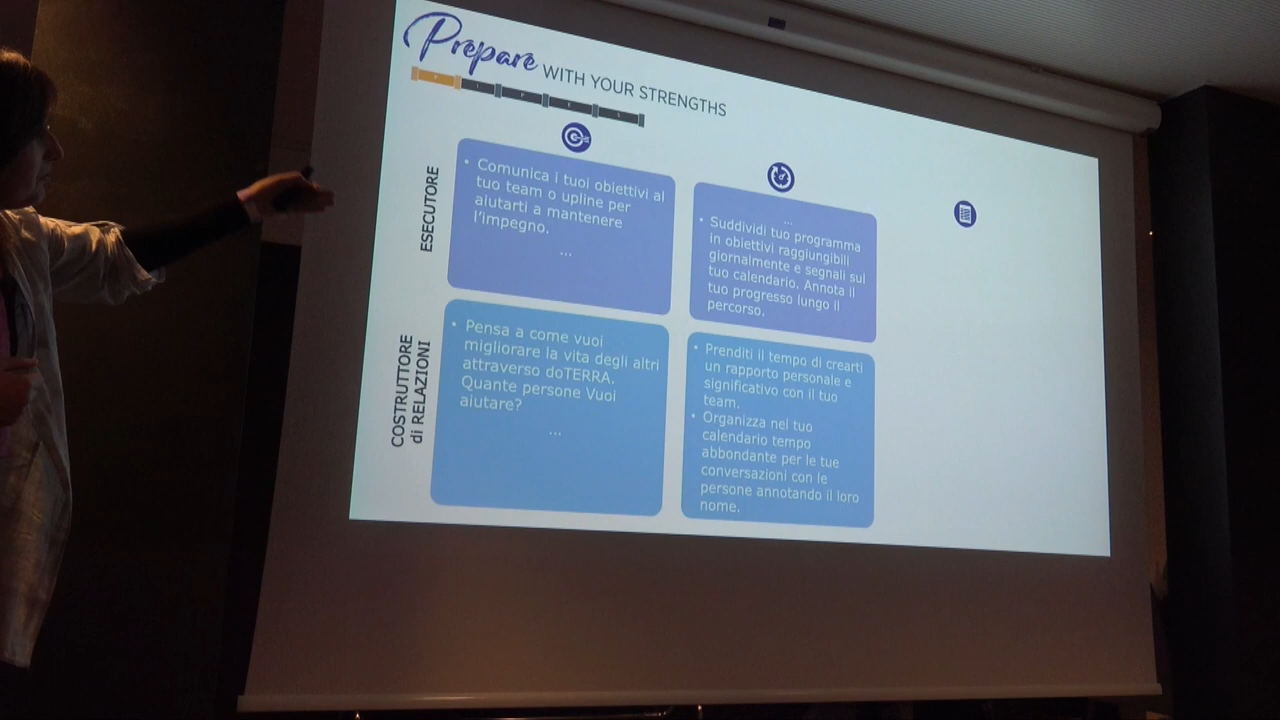 Prepare WITH YOUR STRENGTHS
ESECUTORE
• Comunica i tuoi obiettivi al
tuo team o upline per
aiutarti a mantenere
l'impegno.
...
...
• Suddividi tuo programma
in obiettivi raggiungibili
giornalmente e segnali sul
tuo calendario. Annota il
tuo progresso lungo il
percorso.
COSTRUTTORE
di RELAZIONI
• Pensa a come vuoi
migliorare la vita degli altri
attraverso doTERRA.
Quante persone Vuoi
aiutare?
...
• Prenditi il tempo di crearti
un rapporto personale e
significativo con il tuo
team.
• Organizza nel tuo
calendario tempo
abbondante per le tue
conversazioni con le
persone annotando il loro
nome.